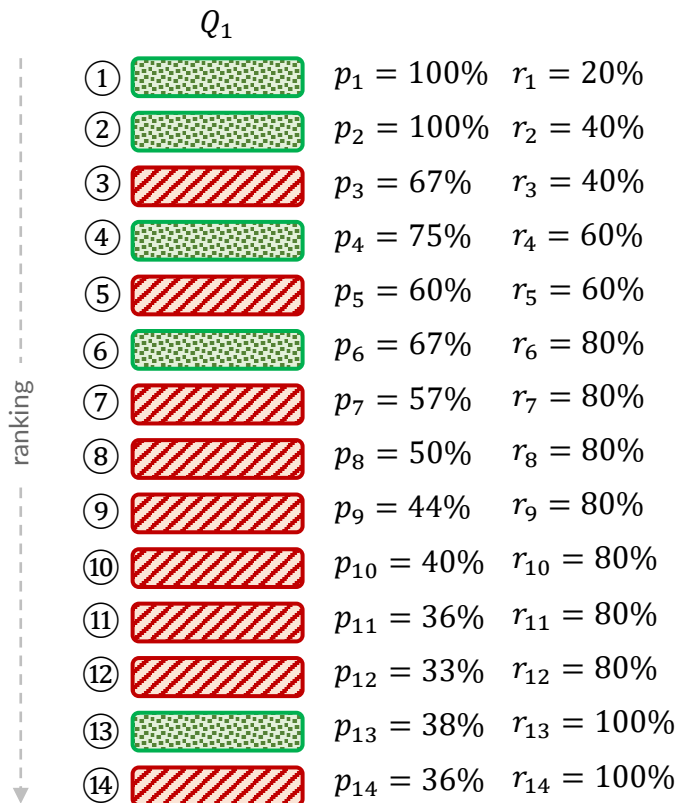 Q₁
① p₁ = 100% r₁ = 20%
② p₂ = 100% r₂ = 40%
③ p₃ = 67% r₃ = 40%
④ p₄ = 75% r₄ = 60%
⑤ p₅ = 60% r₅ = 60%
⑥ p₆ = 67% r₆ = 80%
⑦ p₇ = 57% r₇ = 80%
⑧ p₈ = 50% r₈ = 80%
⑨ p₉ = 44% r₉ = 80%
⑩ p₁₀ = 40% r₁₀ = 80%
⑪ p₁₁ = 36% r₁₁ = 80%
⑫ p₁₂ = 33% r₁₂ = 80%
⑬ p₁₃ = 38% r₁₃ = 100%
⑭ p₁₄ = 36% r₁₄ = 100%
ranking